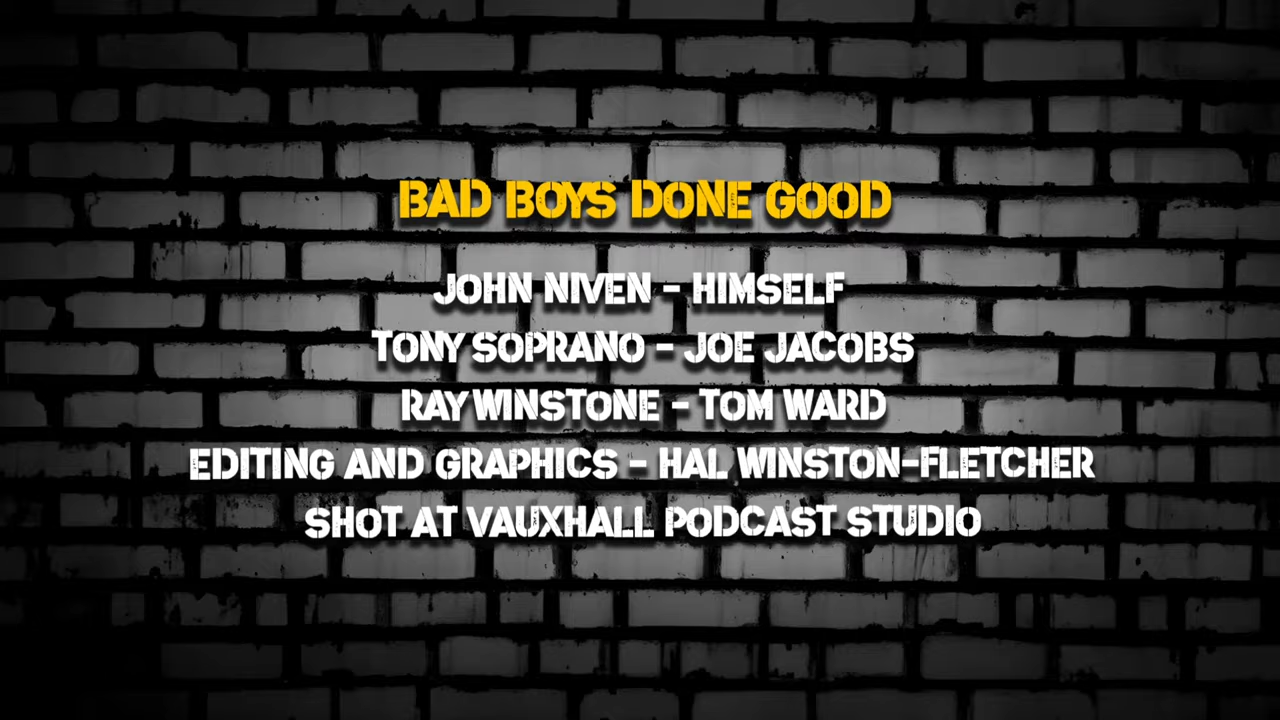 BAD BOYS DONE GOOD
JOHN NIVEN - HIMSELF
TONY SOPRANO - JOE JACOBS
RAY WINSTONE - TOM WARD
EDITING AND GRAPHICS - HAL WINSTON-FLETCHER
SHOT AT VAUXHALL PODCAST STUDIO